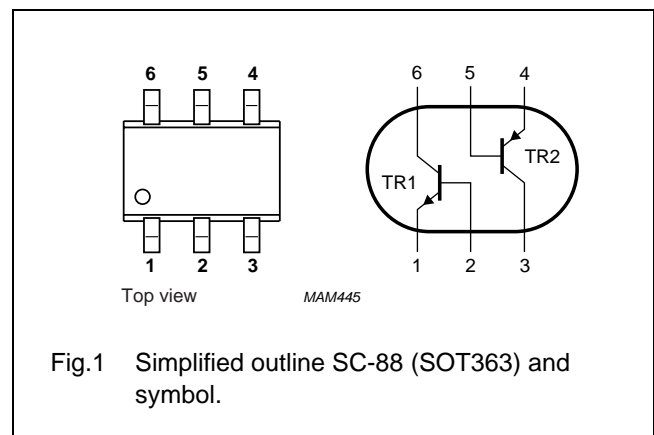 6 5 4
1 2 3
Top view
6 5 4
TR2
TR1
1 2 3
MAM445
Fig.1 Simplified outline SC-88 (SOT363) and
symbol.